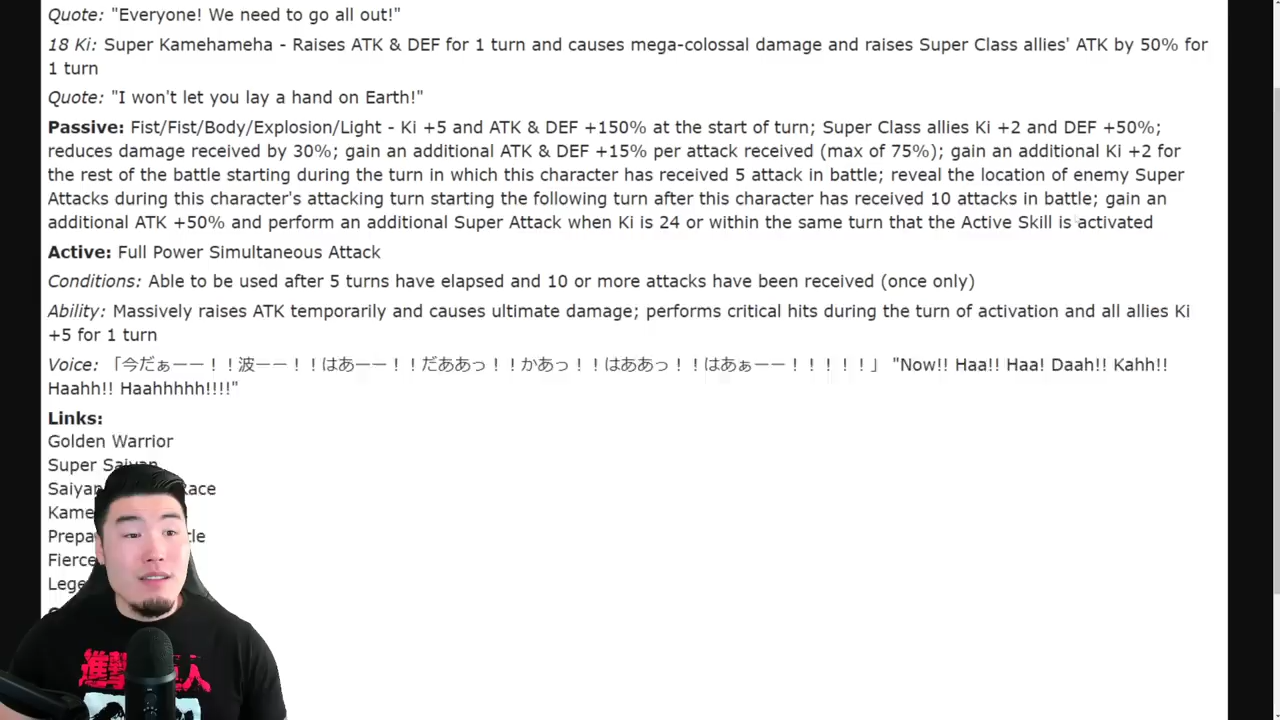 Quote: "Everyone! We need to go all out!"
18 Ki: Super Kamehameha - Raises ATK & DEF for 1 turn and causes mega-colossal damage and raises Super Class allies' ATK by 50% for
1 turn
Quote: "I won't let you lay a hand on Earth!"
Passive: Fist/Fist/Body/Explosion/Light - Ki +5 and ATK & DEF +150% at the start of turn; Super Class allies Ki +2 and DEF +50%;
reduces damage received by 30%; gain an additional ATK & DEF +15% per attack received (max of 75%); gain an additional Ki +2 for
the rest of the battle starting during the turn in which this character has received 5 attack in battle; reveal the location of enemy Super
Attacks during this character's attacking turn starting the following turn after this character has received 10 attacks in battle; gain an
additional ATK +50% and perform an additional Super Attack when Ki is 24 or within the same turn that the Active Skill is activated
Active: Full Power Simultaneous Attack
Conditions: Able to be used after 5 turns have elapsed and 10 or more attacks have been received (once only)
Ability: Massively raises ATK temporarily and causes ultimate damage; performs critical hits during the turn of activation and all allies Ki
+5 for 1 turn
Voice: 「今だぁーー！！波ーー！！はあーー！！だああっ！！かあっ！！はああっ！！はあぁーー！！！！！」 "Now!! Haa!! Haa! Daah!! Kahh!!
Haahh!! Haahhhhh!!!!"
Links:
Golden Warrior
Super Saiyan
Saiyan Race
Kame
Prepa tle
Fierce
Lege
進撃 人